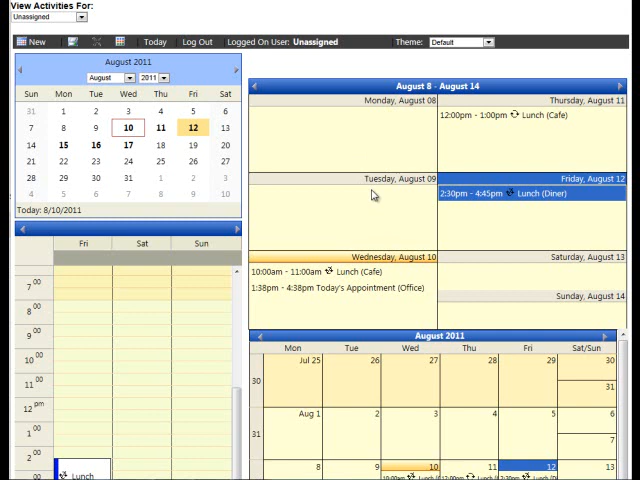 View Activities For:
Unassigned
New Today Log Out Logged On User: Unassigned Theme: Default
August 2011
August 2011
Sun Mon Tue Wed Thu Fri Sat
31 1 2 3 4 5 6
7 8 9 10 11 12 13
14 15 16 17 18 19 20
21 22 23 24 25 26 27
28 29 30 31 1 2 3
4 5 6 7 8 9 10
Today: 8/10/2011
Fri Sat Sun
7 00
8 00
9 00
10 00
11 00
12 pm
1 00
2 00
Lunch
00
August 8 - August 14
Monday, August 08
Thursday, August 11
12:00pm - 1:00pm Lunch (Cafe)
Tuesday, August 09
Friday, August 12
2:30pm - 4:45pm Lunch (Diner)
Wednesday, August 10
10:00am - 11:00am Lunch (Cafe)
1:38pm - 4:38pm Today's Appointment (Office)
Saturday, August 13
Sunday, August 14
August 2011
Mon Tue Wed Thu Fri Sat/Sun
30 Jul 25 26 27 28 29 30
31
31 Aug 1 2 3 4 5 6
7
8 9 10 11 12 13